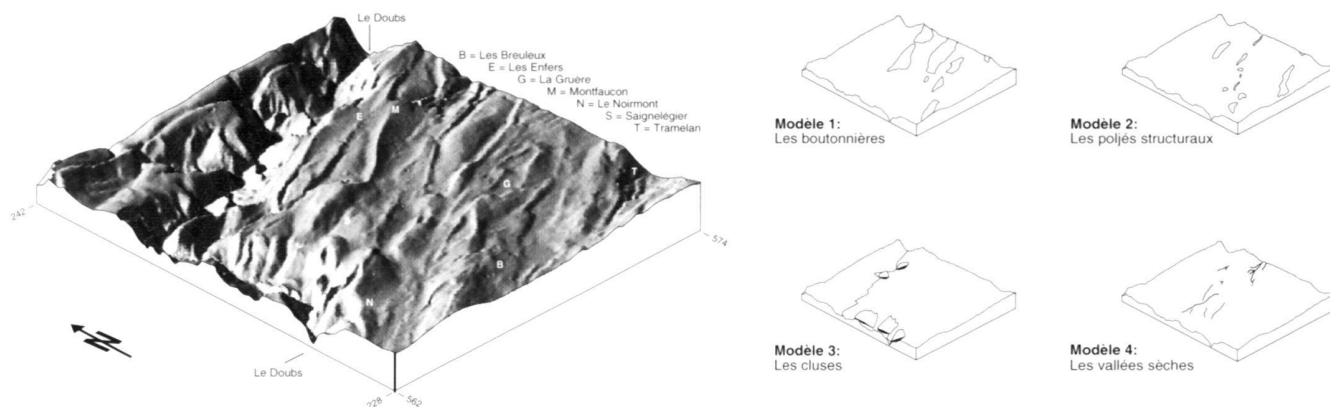 Le Doubs
B = Les Breuleux
E = Les Enfers
G = La Gruère
M = Montfaucon
N = Le Noirmont
S = Saignelégier
T = Tramelan
E
M
G
T
B
N
242
574
N
Le Doubs
228
562
Modèle 1:
Les boutonnières
Modèle 2:
Les poljés structuraux
Modèle 3:
Les cluses
Modèle 4:
Les vallées sèches